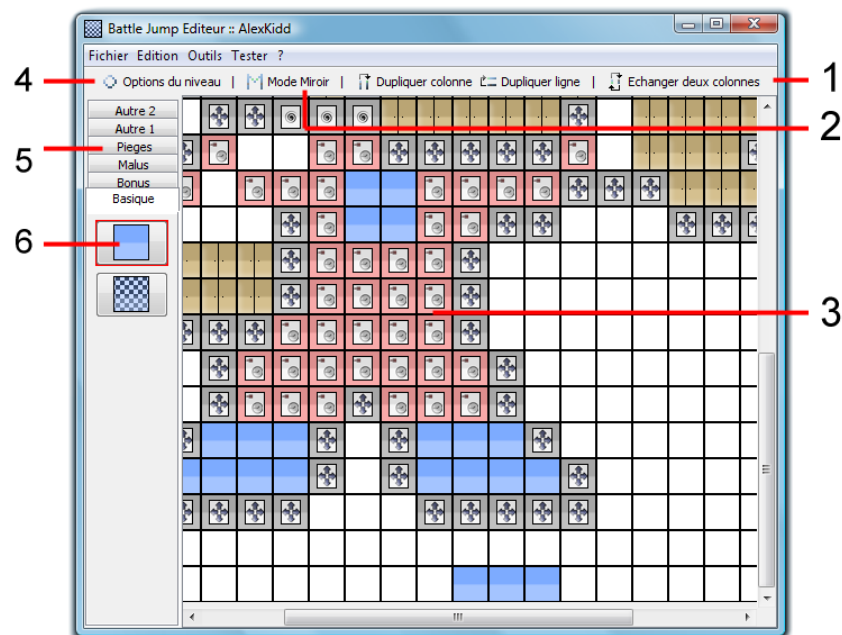 Battle Jump Editeur :: AlexKidd
Fichier Edition Outils Tester ?
Options du niveau | Mode Miroir | Dupliquer colonne Dupliquer ligne | Echanger deux colonnes
4
1
2
Autre 2
Autre 1
5
Pieges
Malus
Bonus
Basique
6
3